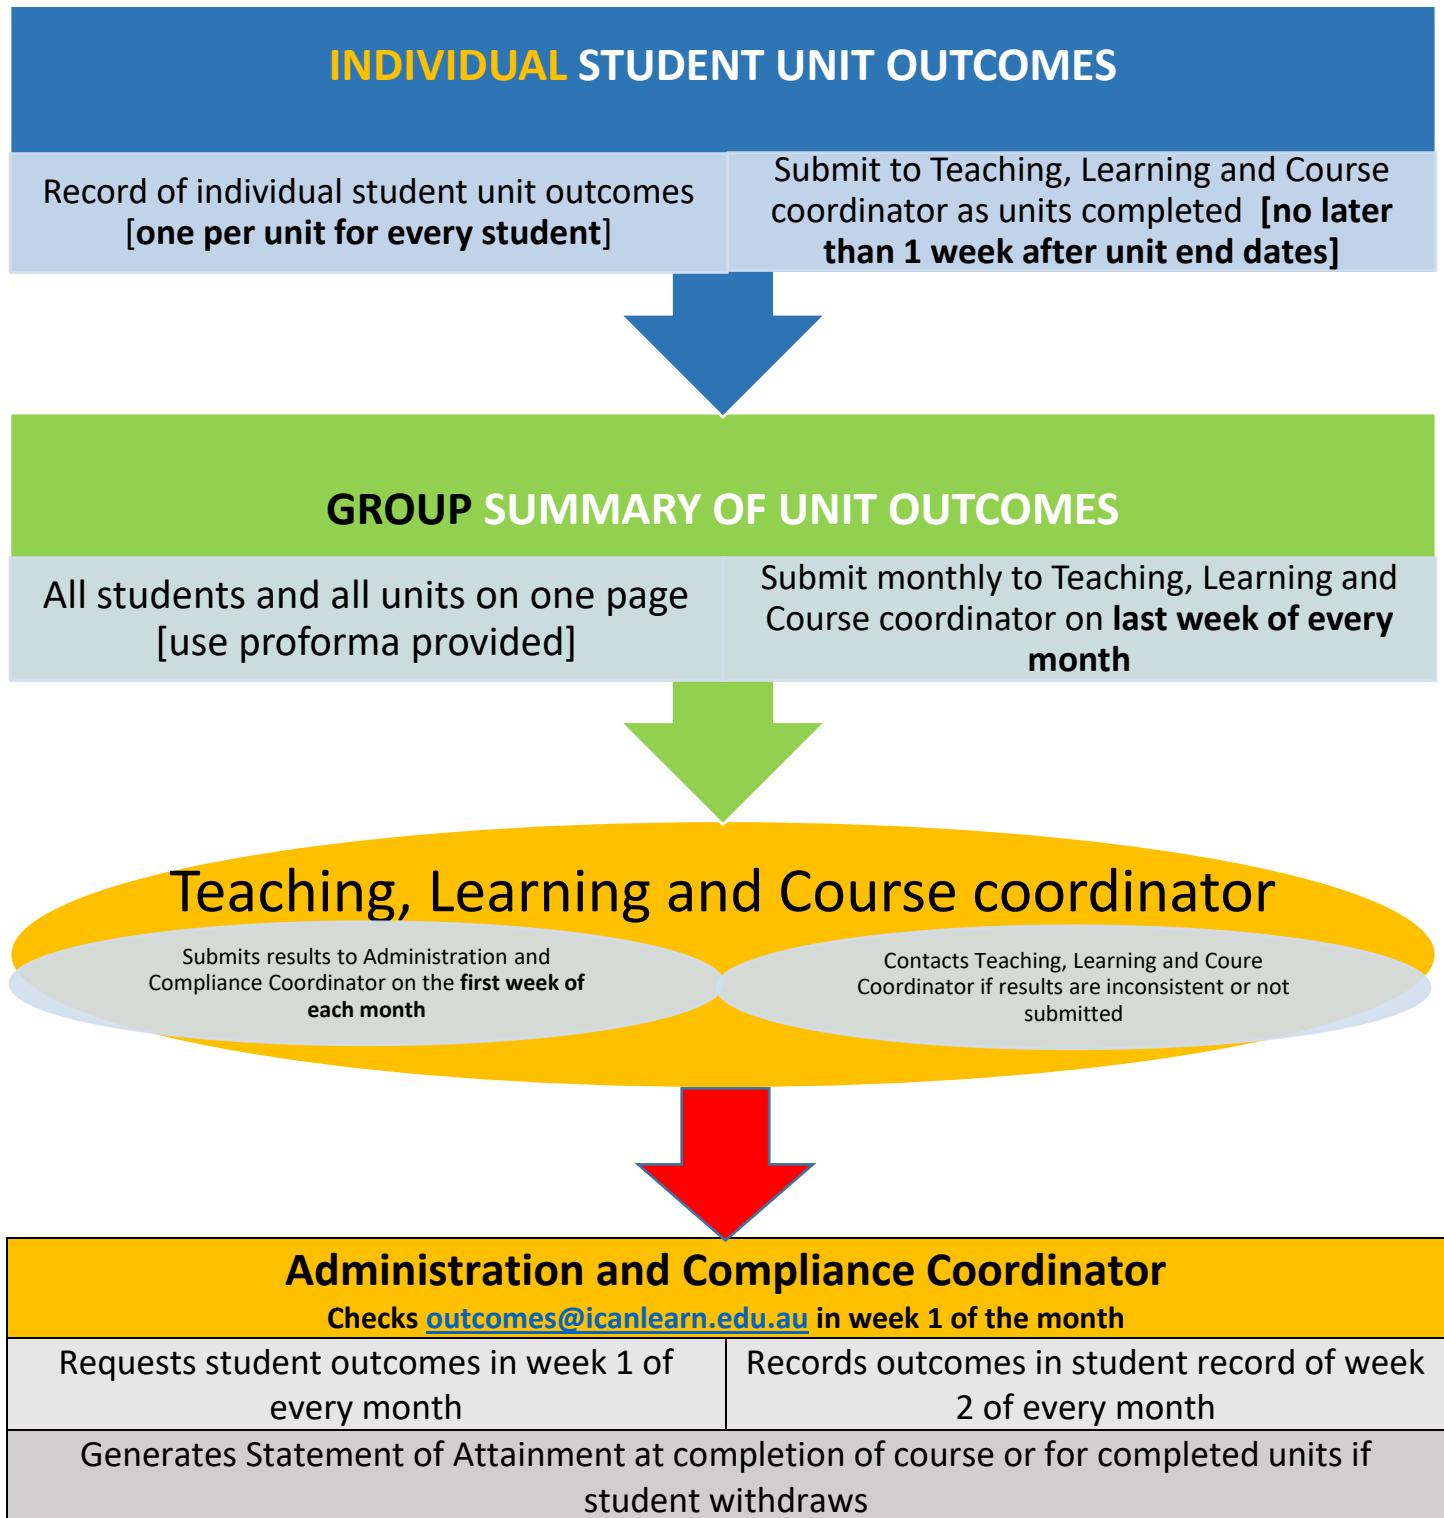 INDIVIDUAL STUDENT UNIT OUTCOMES
Record of individual student unit outcomes
[one per unit for every student]
Submit to Teaching, Learning and Course
coordinator as units completed  [no later
than 1 week after unit end dates]
GROUP SUMMARY OF UNIT OUTCOMES
All students and all units on one page
[use proforma provided]
Submit monthly to Teaching, Learning and
Course coordinator on last week of every
month
Teaching, Learning and Course coordinator
Submits results to Administration and
Compliance Coordinator on the first week of
each month
Contacts Teaching, Learning and Coure
Coordinator if results are inconsistent or not
submitted
Administration and Compliance Coordinator
Checks outcomes@icanlearn.edu.au in week 1 of the month
Requests student outcomes in week 1 of
every month
Records outcomes in student record of week
2 of every month
Generates Statement of Attainment at completion of course or for completed units if
student withdraws